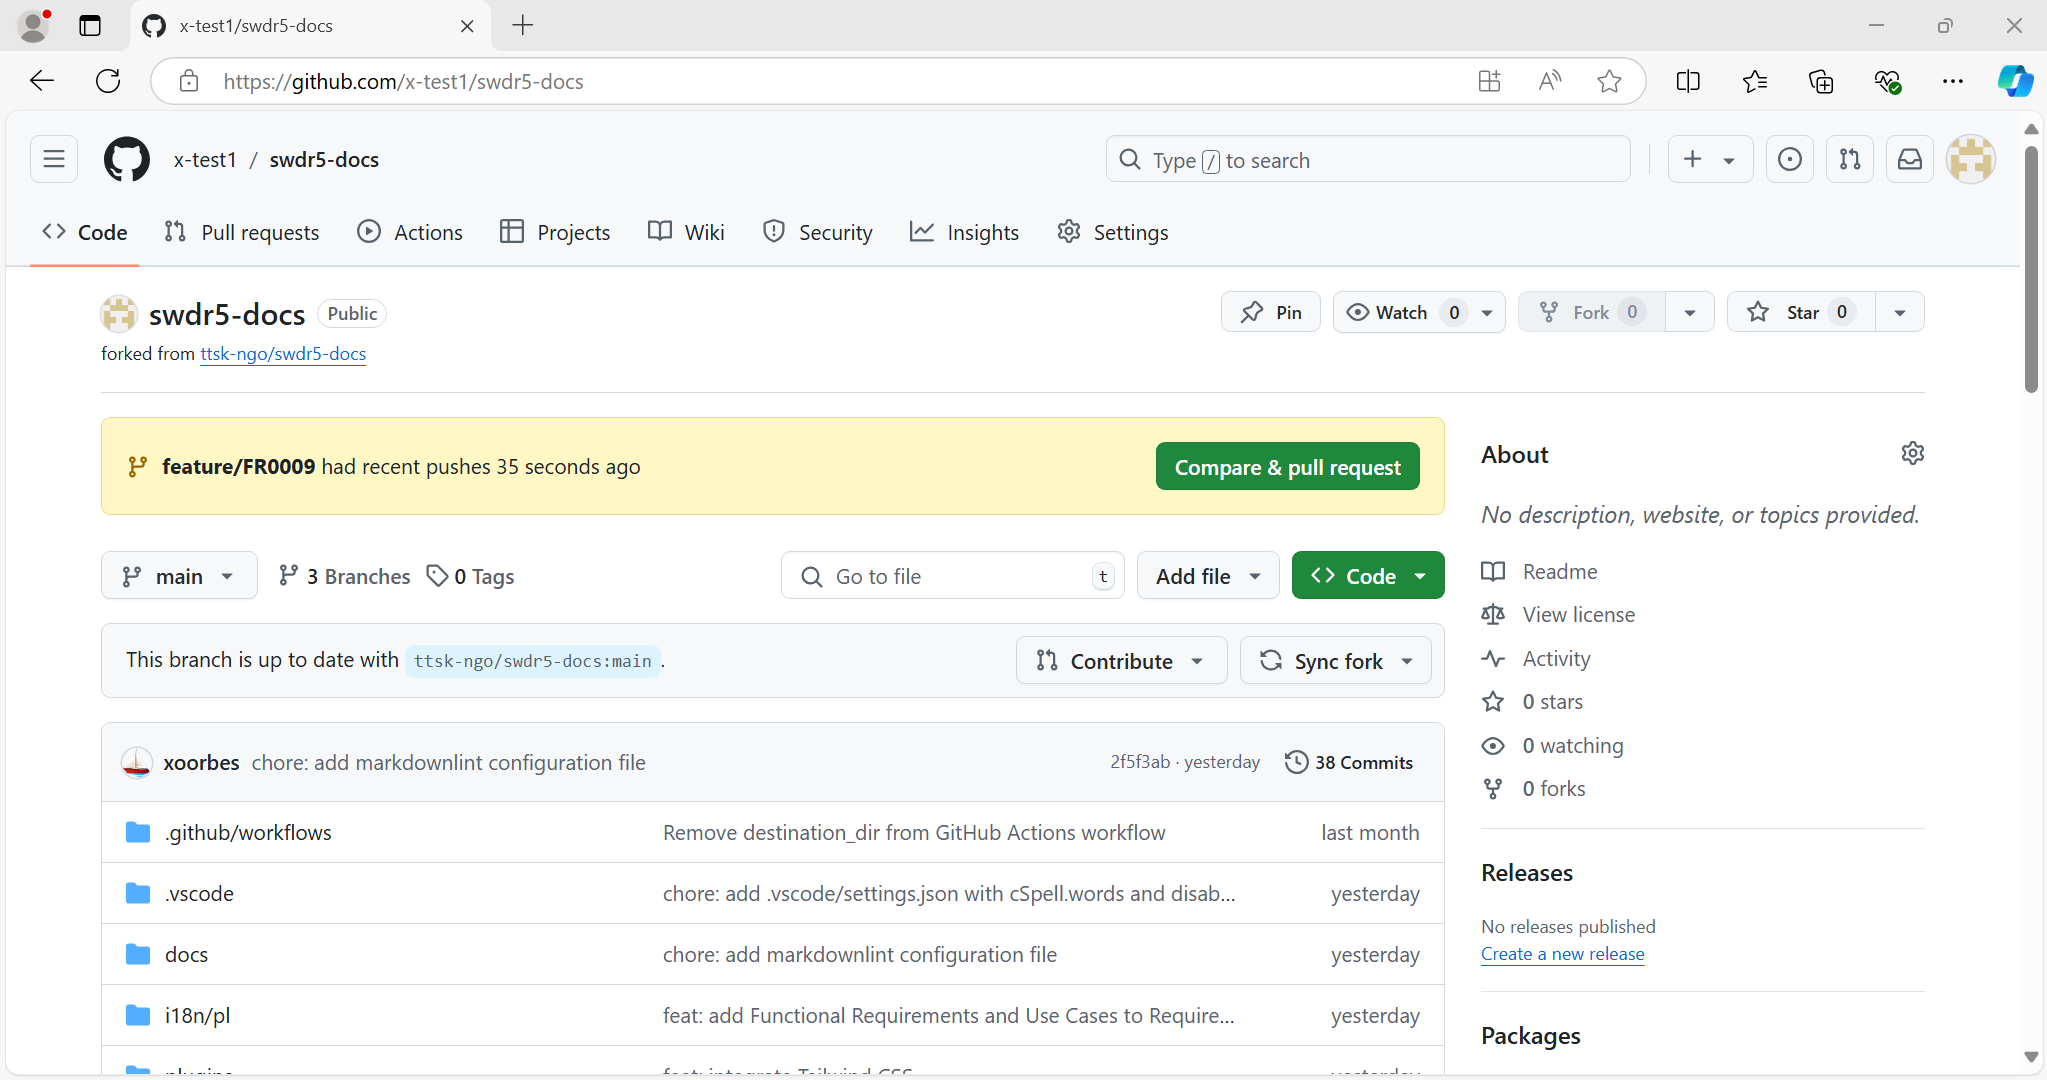 x-test1/swdr5-docs
https://github.com/x-test1/swdr5-docs
x-test1 / swdr5-docs
Type / to search
Code
Pull requests
Actions
Projects
Wiki
Security
Insights
Settings
swdr5-docs Public
Pin
Watch 0
Fork 0
Star 0
forked from ttsk-ngo/swdr5-docs
feature/FR0009 had recent pushes 35 seconds ago
Compare & pull request
main
3 Branches
0 Tags
Go to file t
Add file
Code
This branch is up to date with ttsk-ngo/swdr5-docs:main .
Contribute
Sync fork
xoorbes chore: add markdownlint configuration file
2f5f3ab · yesterday
38 Commits
.github/workflows Remove destination_dir from GitHub Actions workflow last month
.vscode chore: add .vscode/settings.json with cSpell.words and disab... yesterday
docs chore: add markdownlint configuration file yesterday
i18n/pl feat: add Functional Requirements and Use Cases to Require... yesterday
plugins feat: integrate Tailwind CSS yesterday
About
No description, website, or topics provided.
Readme
View license
Activity
0 stars
0 watching
0 forks
Releases
No releases published
Create a new release
Packages